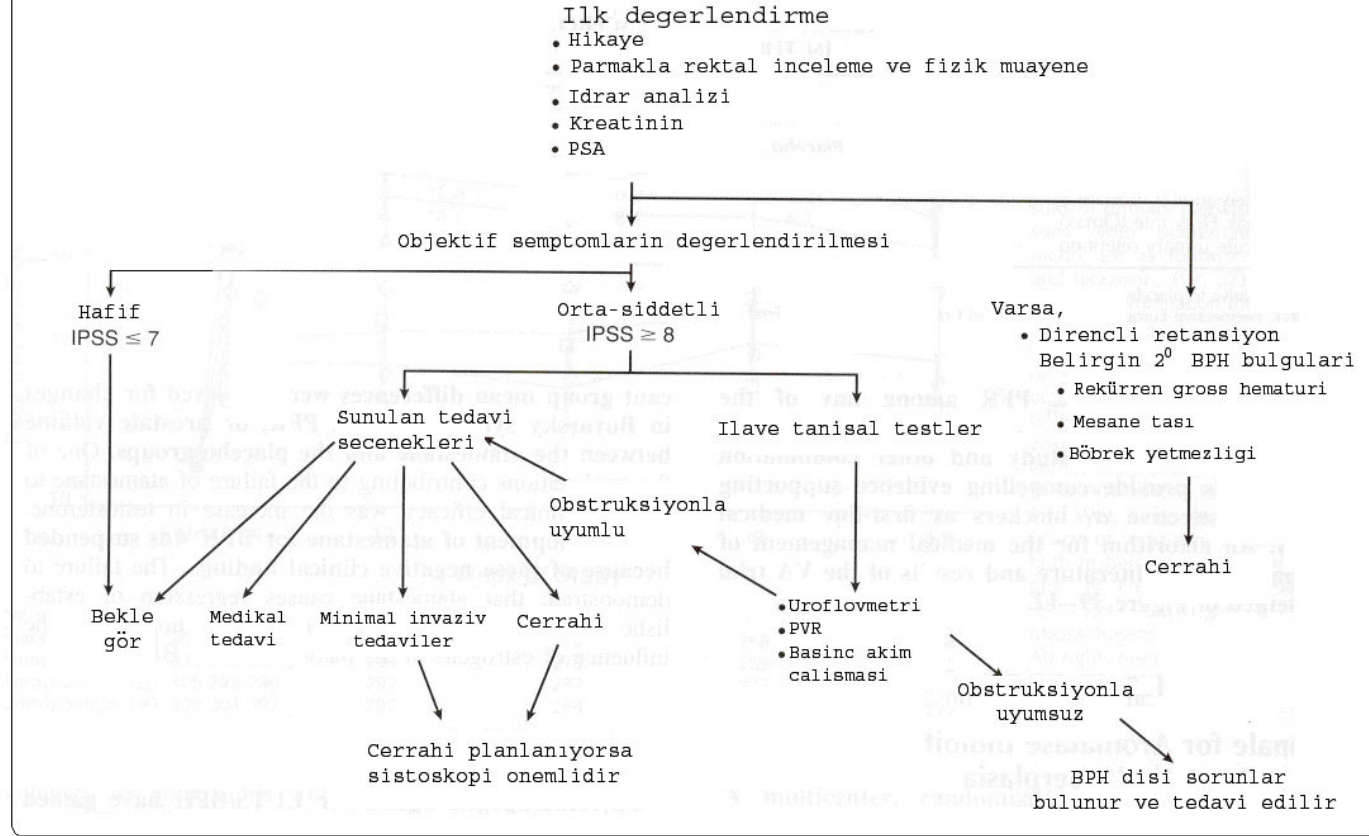 Ilk degerlendirme
• Hikaye
• Parmakla rektal inceleme ve fizik muayene
• Idrar analizi
• Kreatinin
• PSA
Objektif semptomlarin degerlendirilmesi
Hafif
IPSS ≤ 7
Orta-siddetli
IPSS ≥ 8
Varsa,
• Direncli retansiyon
Belirgin 2⁰ BPH bulgulari
• Rekürren gross hematuri
• Mesane tası
• Böbrek yetmezligi
Sunulan tedavi
secenekleri
Ilave tanisal testler
Obstruksiyonla
uyumlu
Cerrahi
Bekle
gör
Medikal
tedavi
Minimal invaziv
tedaviler
Cerrahi
• Uroflovmetri
• PVR
• Basinc akim
calismasi
Obstruksiyonla
uyumsuz
Cerrahi planlanıyorsa
sistoskopi onemlidir
BPH disi sorunlar
bulunur ve tedavi edilir